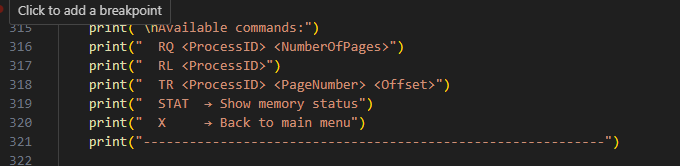 Click to add a breakpoint
315 print("\nAvailable commands:")
316 print("  RQ <ProcessID> <NumberOfPages>")
317 print("  RL <ProcessID>")
318 print("  TR <ProcessID> <PageNumber> <Offset>")
319 print("  STAT  → Show memory status")
320 print("  X     → Back to main menu")
321 print("------------------------------------------------------------")
322